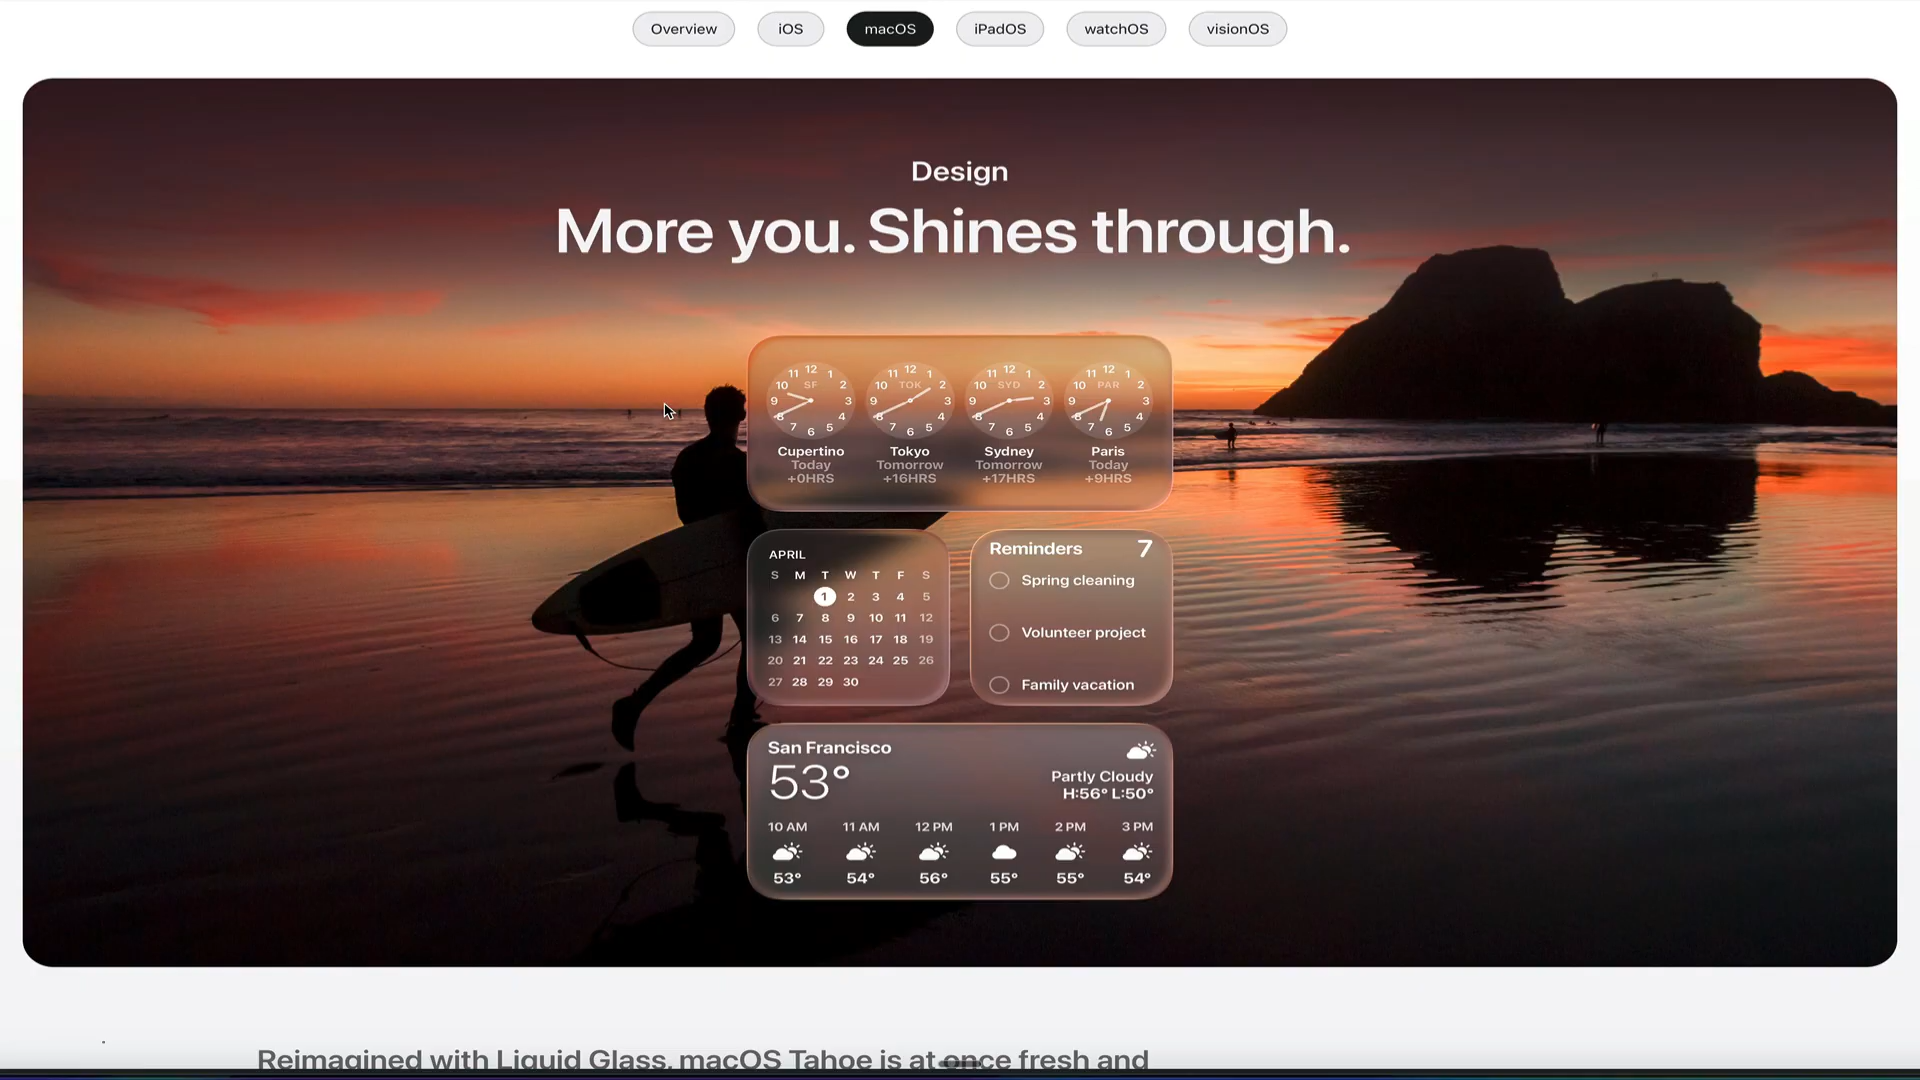 Overview iOS macOS iPadOS watchOS visionOS
Design
More you. Shines through.
11 12 1 10 SF 2 9 3 8 4 7 6 5
11 12 1 10 TOK 2 9 3 8 4 7 6 5
11 12 1 10 SYD 2 9 3 8 4 7 6 5
11 12 1 10 PAR 2 9 3 8 4 7 6 5
Cupertino Tokyo Sydney Paris
Today Tomorrow Tomorrow Today
+0HRS +16HRS +17HRS +9HRS
APRIL
S M T W T F S
1 2 3 4 5
6 7 8 9 10 11 12
13 14 15 16 17 18 19
20 21 22 23 24 25 26
27 28 29 30
Reminders 7
Spring cleaning
Volunteer project
Family vacation
San Francisco
53°
Partly Cloudy
H:56° L:50°
10 AM 11 AM 12 PM 1 PM 2 PM 3 PM
53° 54° 56° 55° 55° 54°
Reimagined with Liquid Glass, macOS Tahoe is at once fresh and